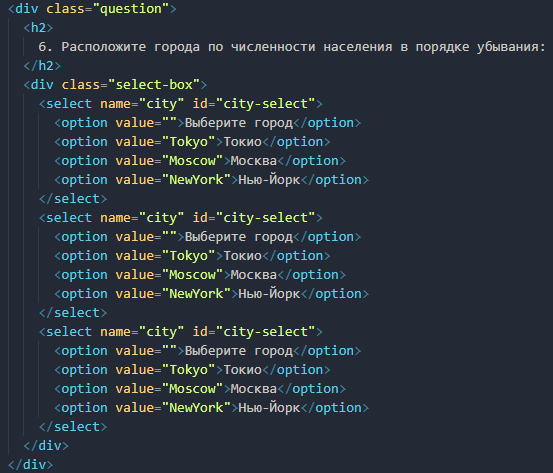 <div class="question">
<h2>
6. Расположите города по численности населения в порядке убывания:
</h2>
<div class="select-box">
<select name="city" id="city-select">
<option value="">Выберите город</option>
<option value="Tokyo">Токио</option>
<option value="Moscow">Москва</option>
<option value="NewYork">Нью-Йорк</option>
</select>
<select name="city" id="city-select">
<option value="">Выберите город</option>
<option value="Tokyo">Токио</option>
<option value="Moscow">Москва</option>
<option value="NewYork">Нью-Йорк</option>
</select>
<select name="city" id="city-select">
<option value="">Выберите город</option>
<option value="Tokyo">Токио</option>
<option value="Moscow">Москва</option>
<option value="NewYork">Нью-Йорк</option>
</select>
</div>
</div>